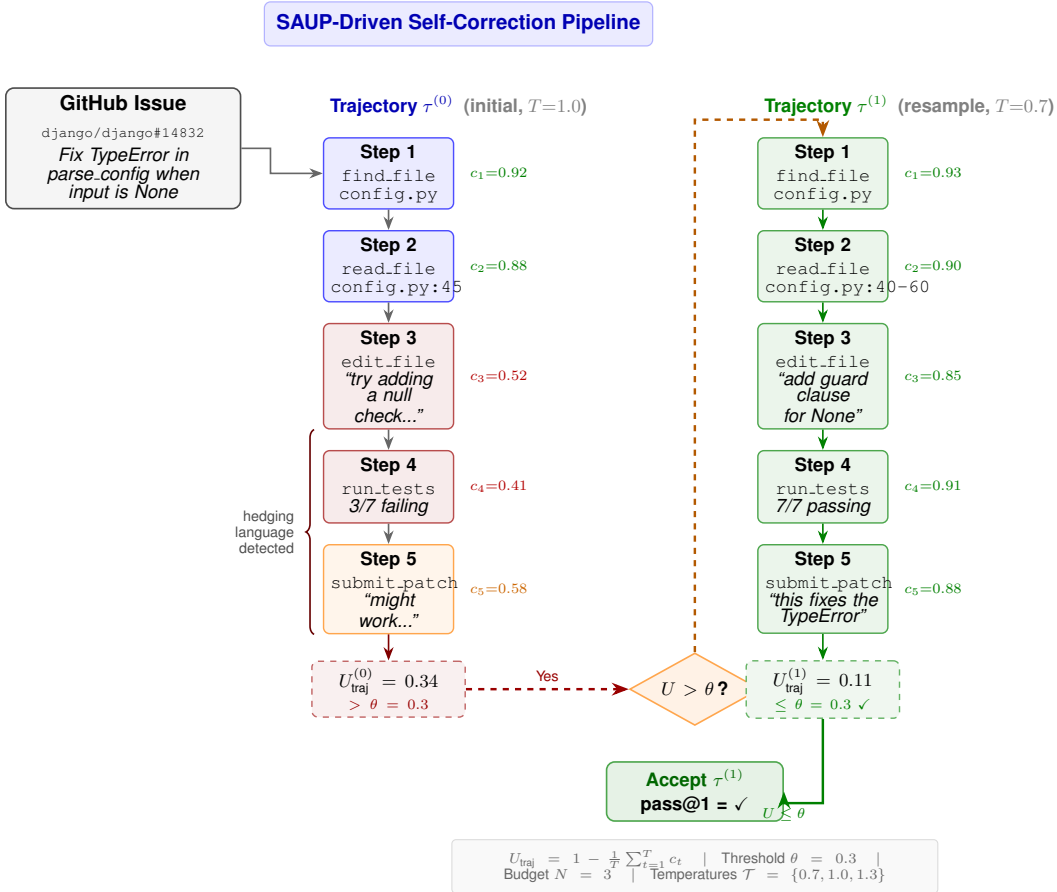 SAUP-Driven Self-Correction Pipeline
GitHub Issue
django/django#14832
Fix TypeError in
parse_config when
input is None
Trajectory τ^(0) (initial, T=1.0)
Step 1
find_file
config.py
c₁=0.92
Step 2
read_file
config.py:45
c₂=0.88
Step 3
edit_file
“try adding
a null
check...”
c₃=0.52
Step 4
run_tests
3/7 failing
c₄=0.41
hedging
language
detected
Step 5
submit_patch
“might
work...”
c₅=0.58
U_traj^(0) = 0.34
> θ = 0.3
Yes
U > θ?
Trajectory τ^(1) (resample, T=0.7)
Step 1
find_file
config.py
c₁=0.93
Step 2
read_file
config.py:40-60
c₂=0.90
Step 3
edit_file
“add guard
clause
for None”
c₃=0.85
Step 4
run_tests
7/7 passing
c₄=0.91
Step 5
submit_patch
“this fixes the
TypeError”
c₅=0.88
U_traj^(1) = 0.11
≤ θ = 0.3 ✓
Accept τ^(1)
pass@1 = ✓
U ≤ θ
U_traj = 1 − 1/T ∑_{t=1}^{T} c_t | Threshold θ = 0.3 |
Budget N = 3 | Temperatures 𝒯 = {0.7, 1.0, 1.3}